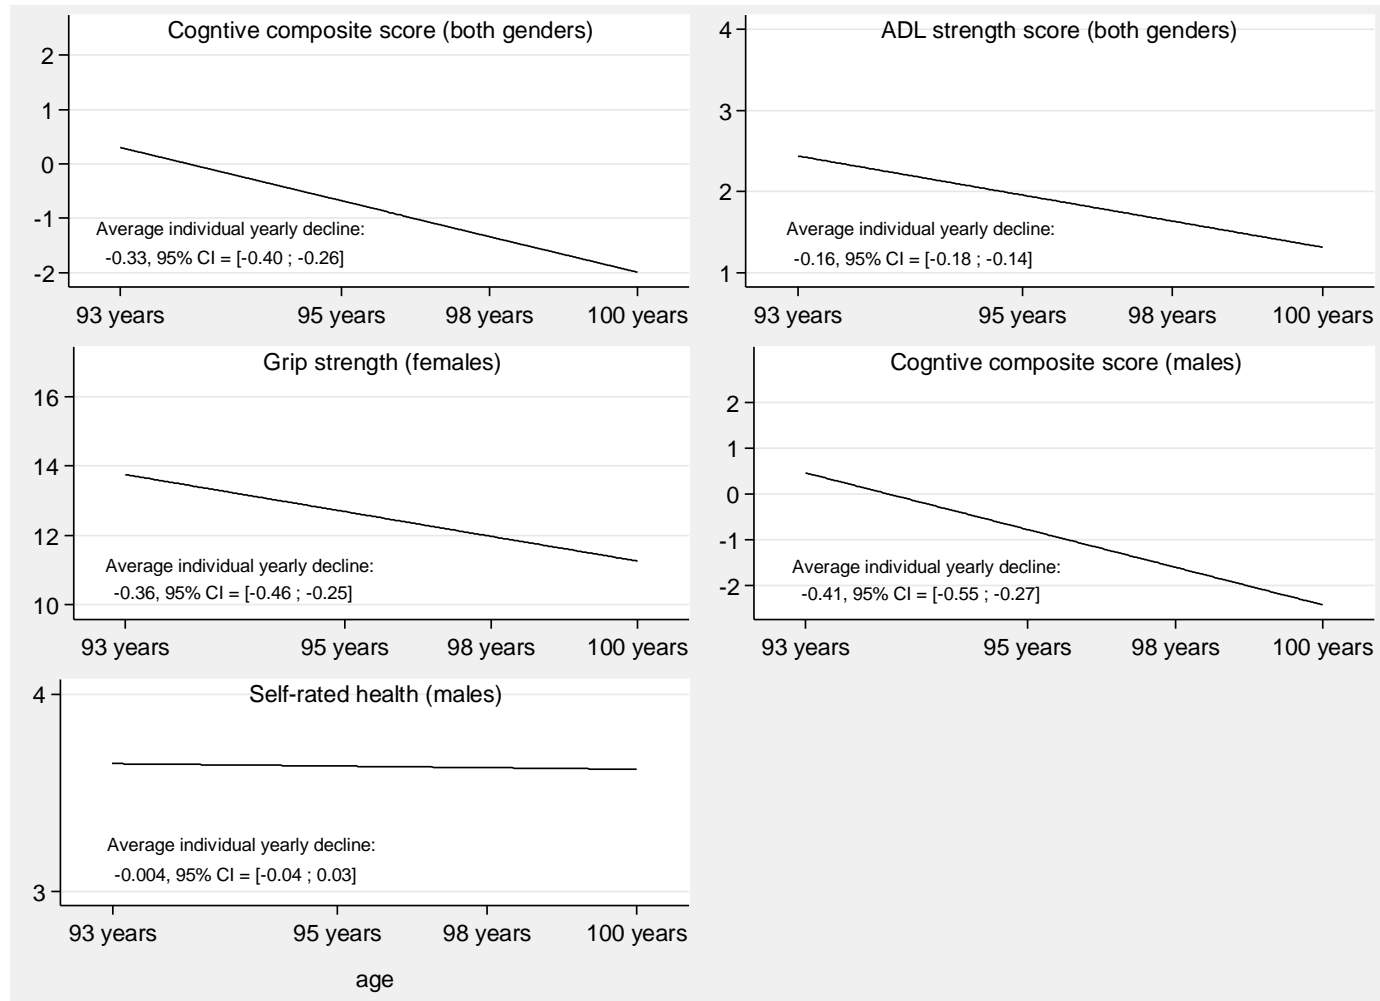 Cogntive composite score (both genders)
2
1
0
-1
-2
Average individual yearly decline:
-0.33, 95% CI = [-0.40 ; -0.26]
93 years 95 years 98 years 100 years
ADL strength score (both genders)
4
3
2
1
Average individual yearly decline:
-0.16, 95% CI = [-0.18 ; -0.14]
93 years 95 years 98 years 100 years
Grip strength (females)
16
14
12
10
Average individual yearly decline:
-0.36, 95% CI = [-0.46 ; -0.25]
93 years 95 years 98 years 100 years
Cogntive composite score (males)
2
1
0
-1
-2
Average individual yearly decline:
-0.41, 95% CI = [-0.55 ; -0.27]
93 years 95 years 98 years 100 years
Self-rated health (males)
4
3
Average individual yearly decline:
-0.004, 95% CI = [-0.04 ; 0.03]
93 years 95 years 98 years 100 years
age